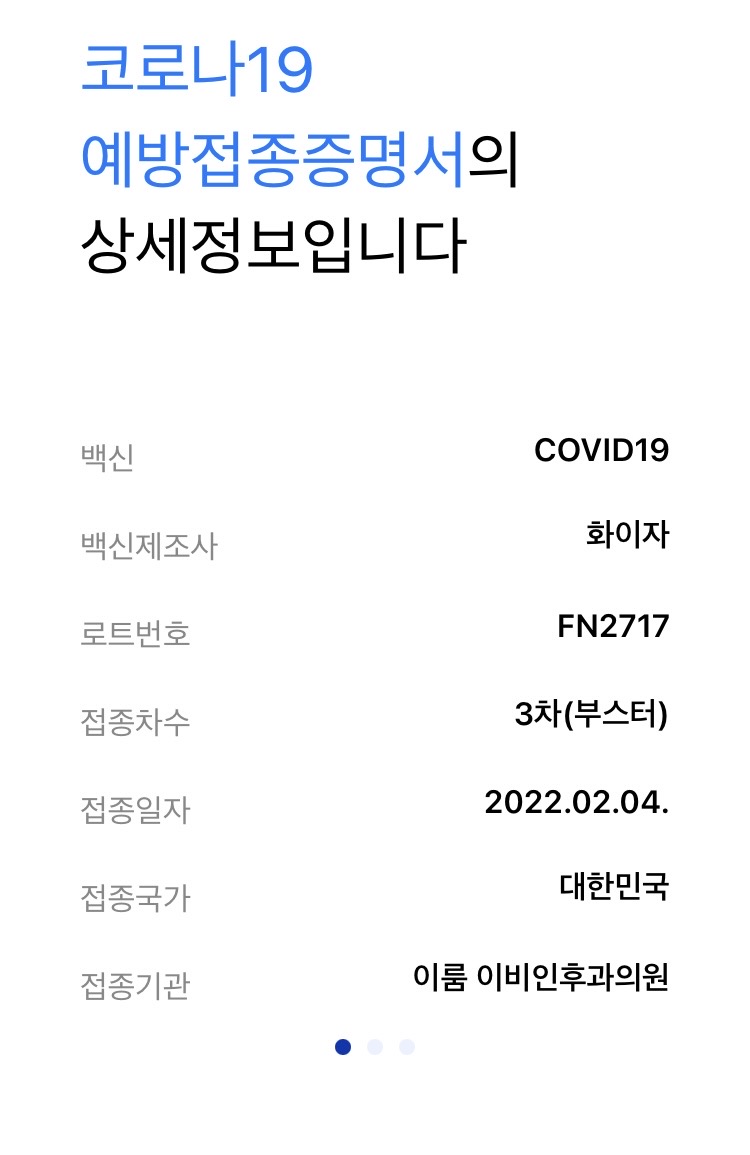 코로나19
예방접종증명서의
상세정보입니다
백신 COVID19
백신제조사 화이자
로트번호 FN2717
접종차수 3차(부스터)
접종일자 2022.02.04.
접종국가 대한민국
접종기관 이룸 이비인후과의원